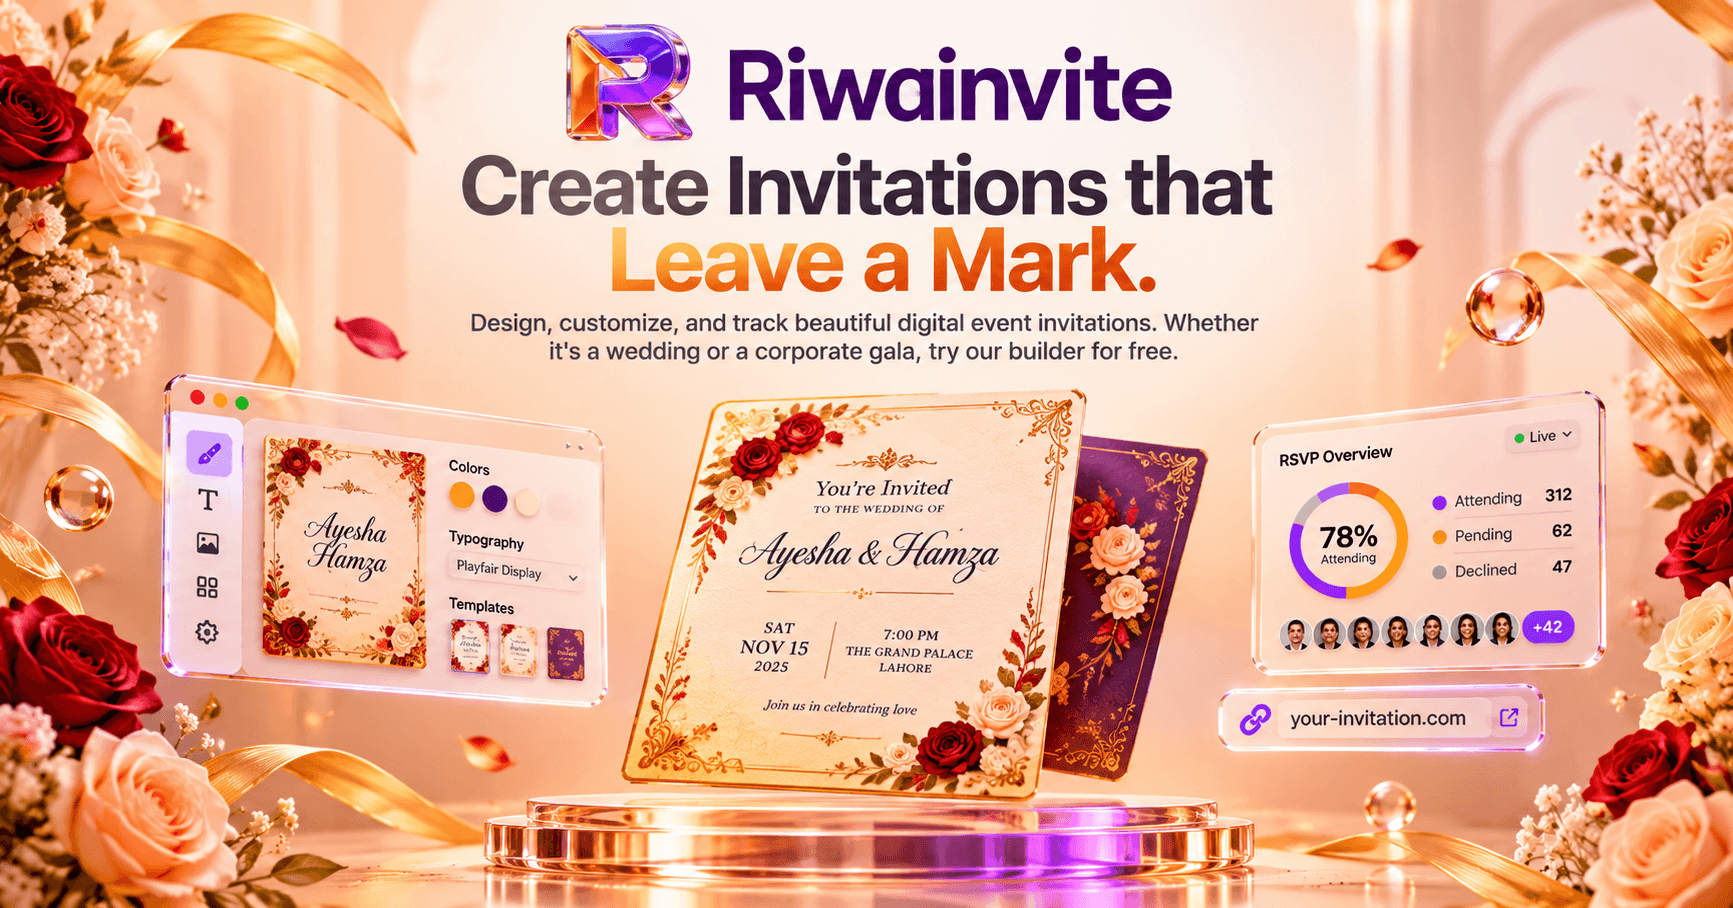 Riwainvite
Create Invitations that
Leave a Mark.
Design, customize, and track beautiful digital event invitations. Whether
it's a wedding or a corporate gala, try our builder for free.
T
Ayesha
Hamza
Colors
Typography
Playfair Display
Templates
You're Invited
TO THE WEDDING OF
Ayesha & Hamza
SAT
NOV 15
2025
7:00 PM
THE GRAND PALACE
LAHORE
Join us in celebrating love
RSVP Overview
Live
78%
Attending
Attending 312
Pending 62
Declined 47
+42
your-invitation.com